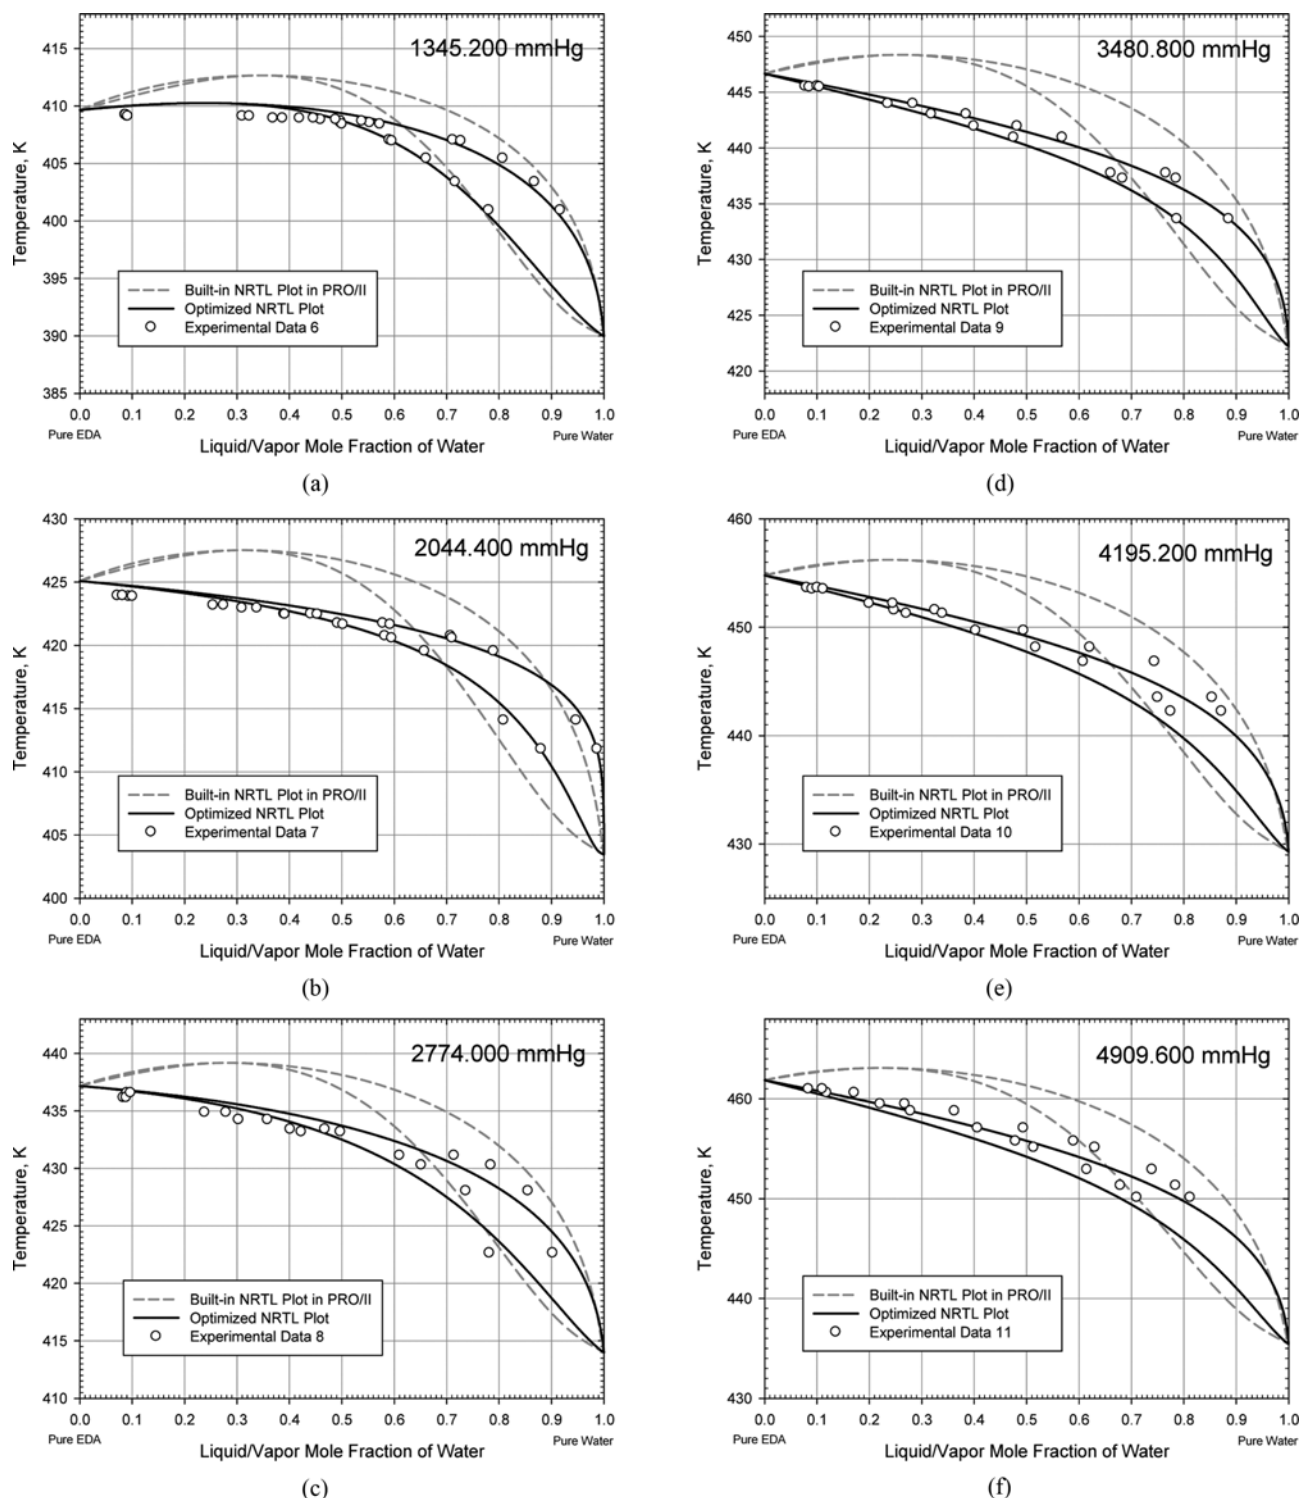 1345.200 mmHg
415
410
405
400
395
390
385
Temperature, K
Built-in NRTL Plot in PRO/II
Optimized NRTL Plot
Experimental Data 6
0.0 0.1 0.2 0.3 0.4 0.5 0.6 0.7 0.8 0.9 1.0
Pure EDA Liquid/Vapor Mole Fraction of Water Pure Water
(a)
3480.800 mmHg
450
445
440
435
430
425
420
Temperature, K
Built-in NRTL Plot in PRO/II
Optimized NRTL Plot
Experimental Data 9
0.0 0.1 0.2 0.3 0.4 0.5 0.6 0.7 0.8 0.9 1.0
Pure EDA Liquid/Vapor Mole Fraction of Water Pure Water
(d)
2044.400 mmHg
430
425
420
415
410
405
400
Temperature, K
Built-in NRTL Plot in PRO/II
Optimized NRTL Plot
Experimental Data 7
0.0 0.1 0.2 0.3 0.4 0.5 0.6 0.7 0.8 0.9 1.0
Pure EDA Liquid/Vapor Mole Fraction of Water Pure Water
(b)
4195.200 mmHg
460
450
440
430
Temperature, K
Built-in NRTL Plot in PRO/II
Optimized NRTL Plot
Experimental Data 10
0.0 0.1 0.2 0.3 0.4 0.5 0.6 0.7 0.8 0.9 1.0
Pure EDA Liquid/Vapor Mole Fraction of Water Pure Water
(e)
2774.000 mmHg
440
435
430
425
420
415
410
Temperature, K
Built-in NRTL Plot in PRO/II
Optimized NRTL Plot
Experimental Data 8
0.0 0.1 0.2 0.3 0.4 0.5 0.6 0.7 0.8 0.9 1.0
Pure EDA Liquid/Vapor Mole Fraction of Water Pure Water
(c)
4909.600 mmHg
460
450
440
430
Temperature, K
Built-in NRTL Plot in PRO/II
Optimized NRTL Plot
Experimental Data 11
0.0 0.1 0.2 0.3 0.4 0.5 0.6 0.7 0.8 0.9 1.0
Pure EDA Liquid/Vapor Mole Fraction of Water Pure Water
(f)